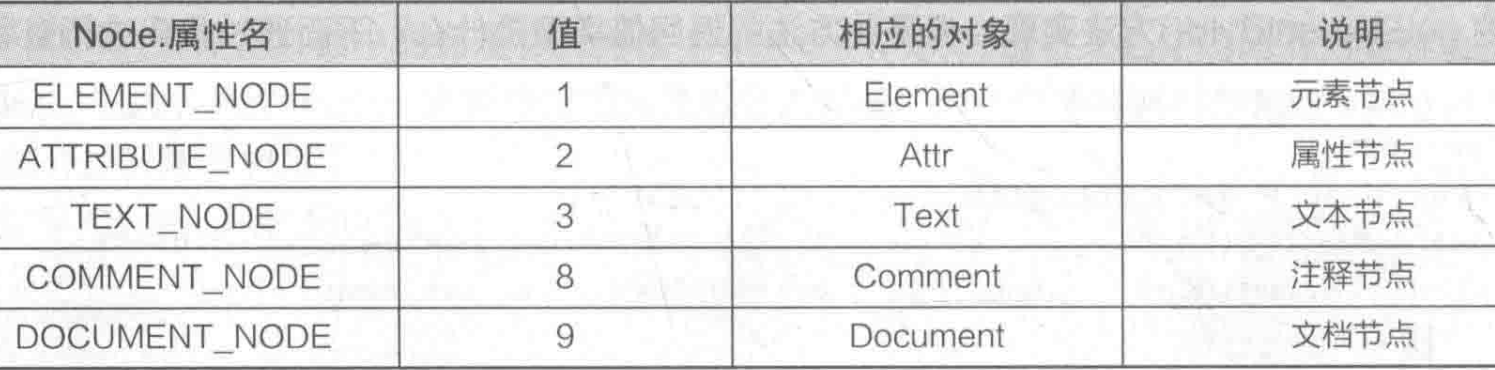 Node.属性名 值 相应的对象 说明
ELEMENT_NODE 1 Element 元素节点
ATTRIBUTE_NODE 2 Attr 属性节点
TEXT_NODE 3 Text 文本节点
COMMENT_NODE 8 Comment 注释节点
DOCUMENT_NODE 9 Document 文档节点